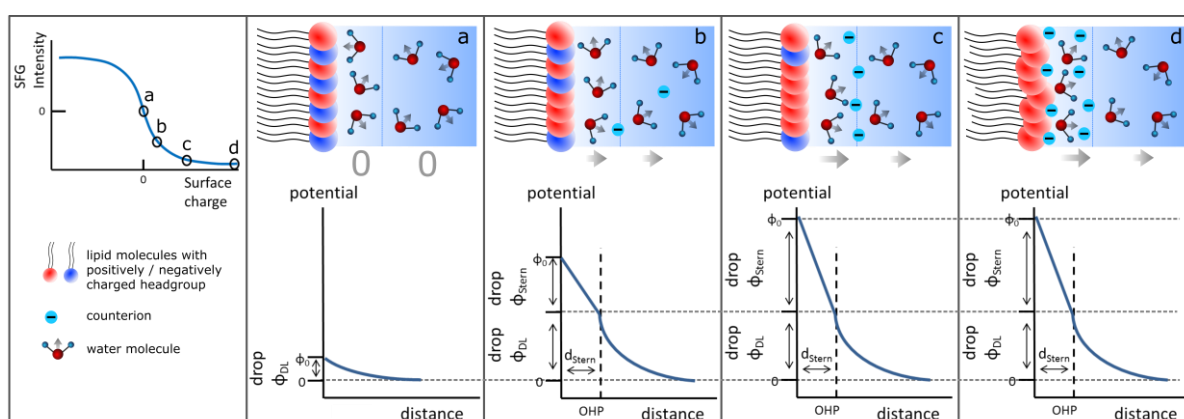 SFG
Intensity
0
a
b
c
d
0
Surface
charge
lipid molecules with
positively / negatively
charged headgroup
counterion
water molecule
a
0 0
potential
drop
ϕDL
ϕ0
0
distance
b
potential
drop
ϕStern
drop
ϕDL
ϕ0
dStern
0
OHP
distance
c
potential
drop
ϕStern
drop
ϕDL
ϕ0
dStern
0
OHP
distance
d
potential
drop
ϕStern
drop
ϕDL
ϕ0
dStern
0
OHP
distance